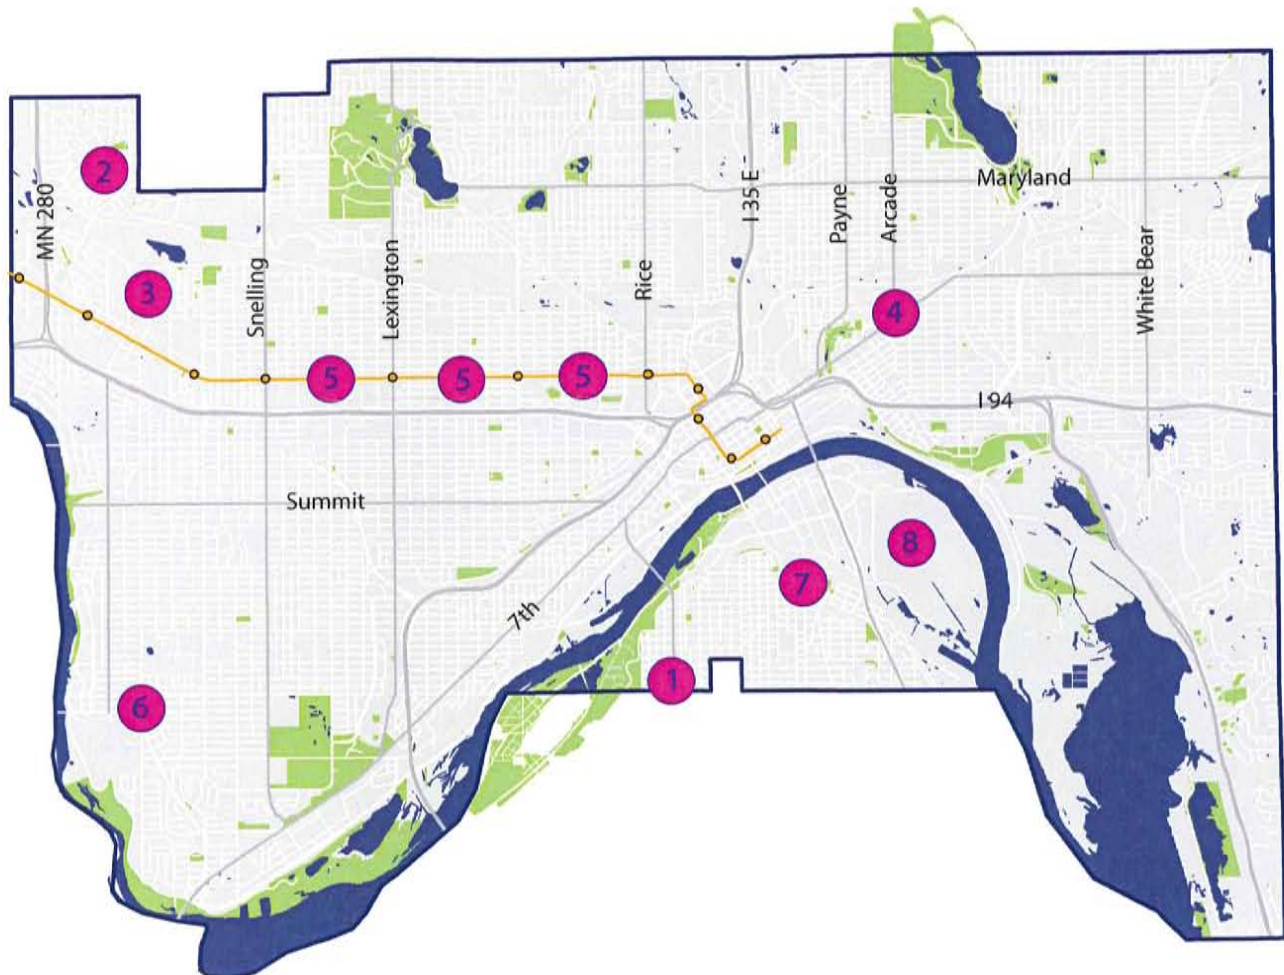 2
MN 280
Maryland
I 35 E
Payne
Arcade
3
Snelling
Lexington
Rice
4
White Bear
5
5
5
I 94
Summit
8
7
7th
1
6